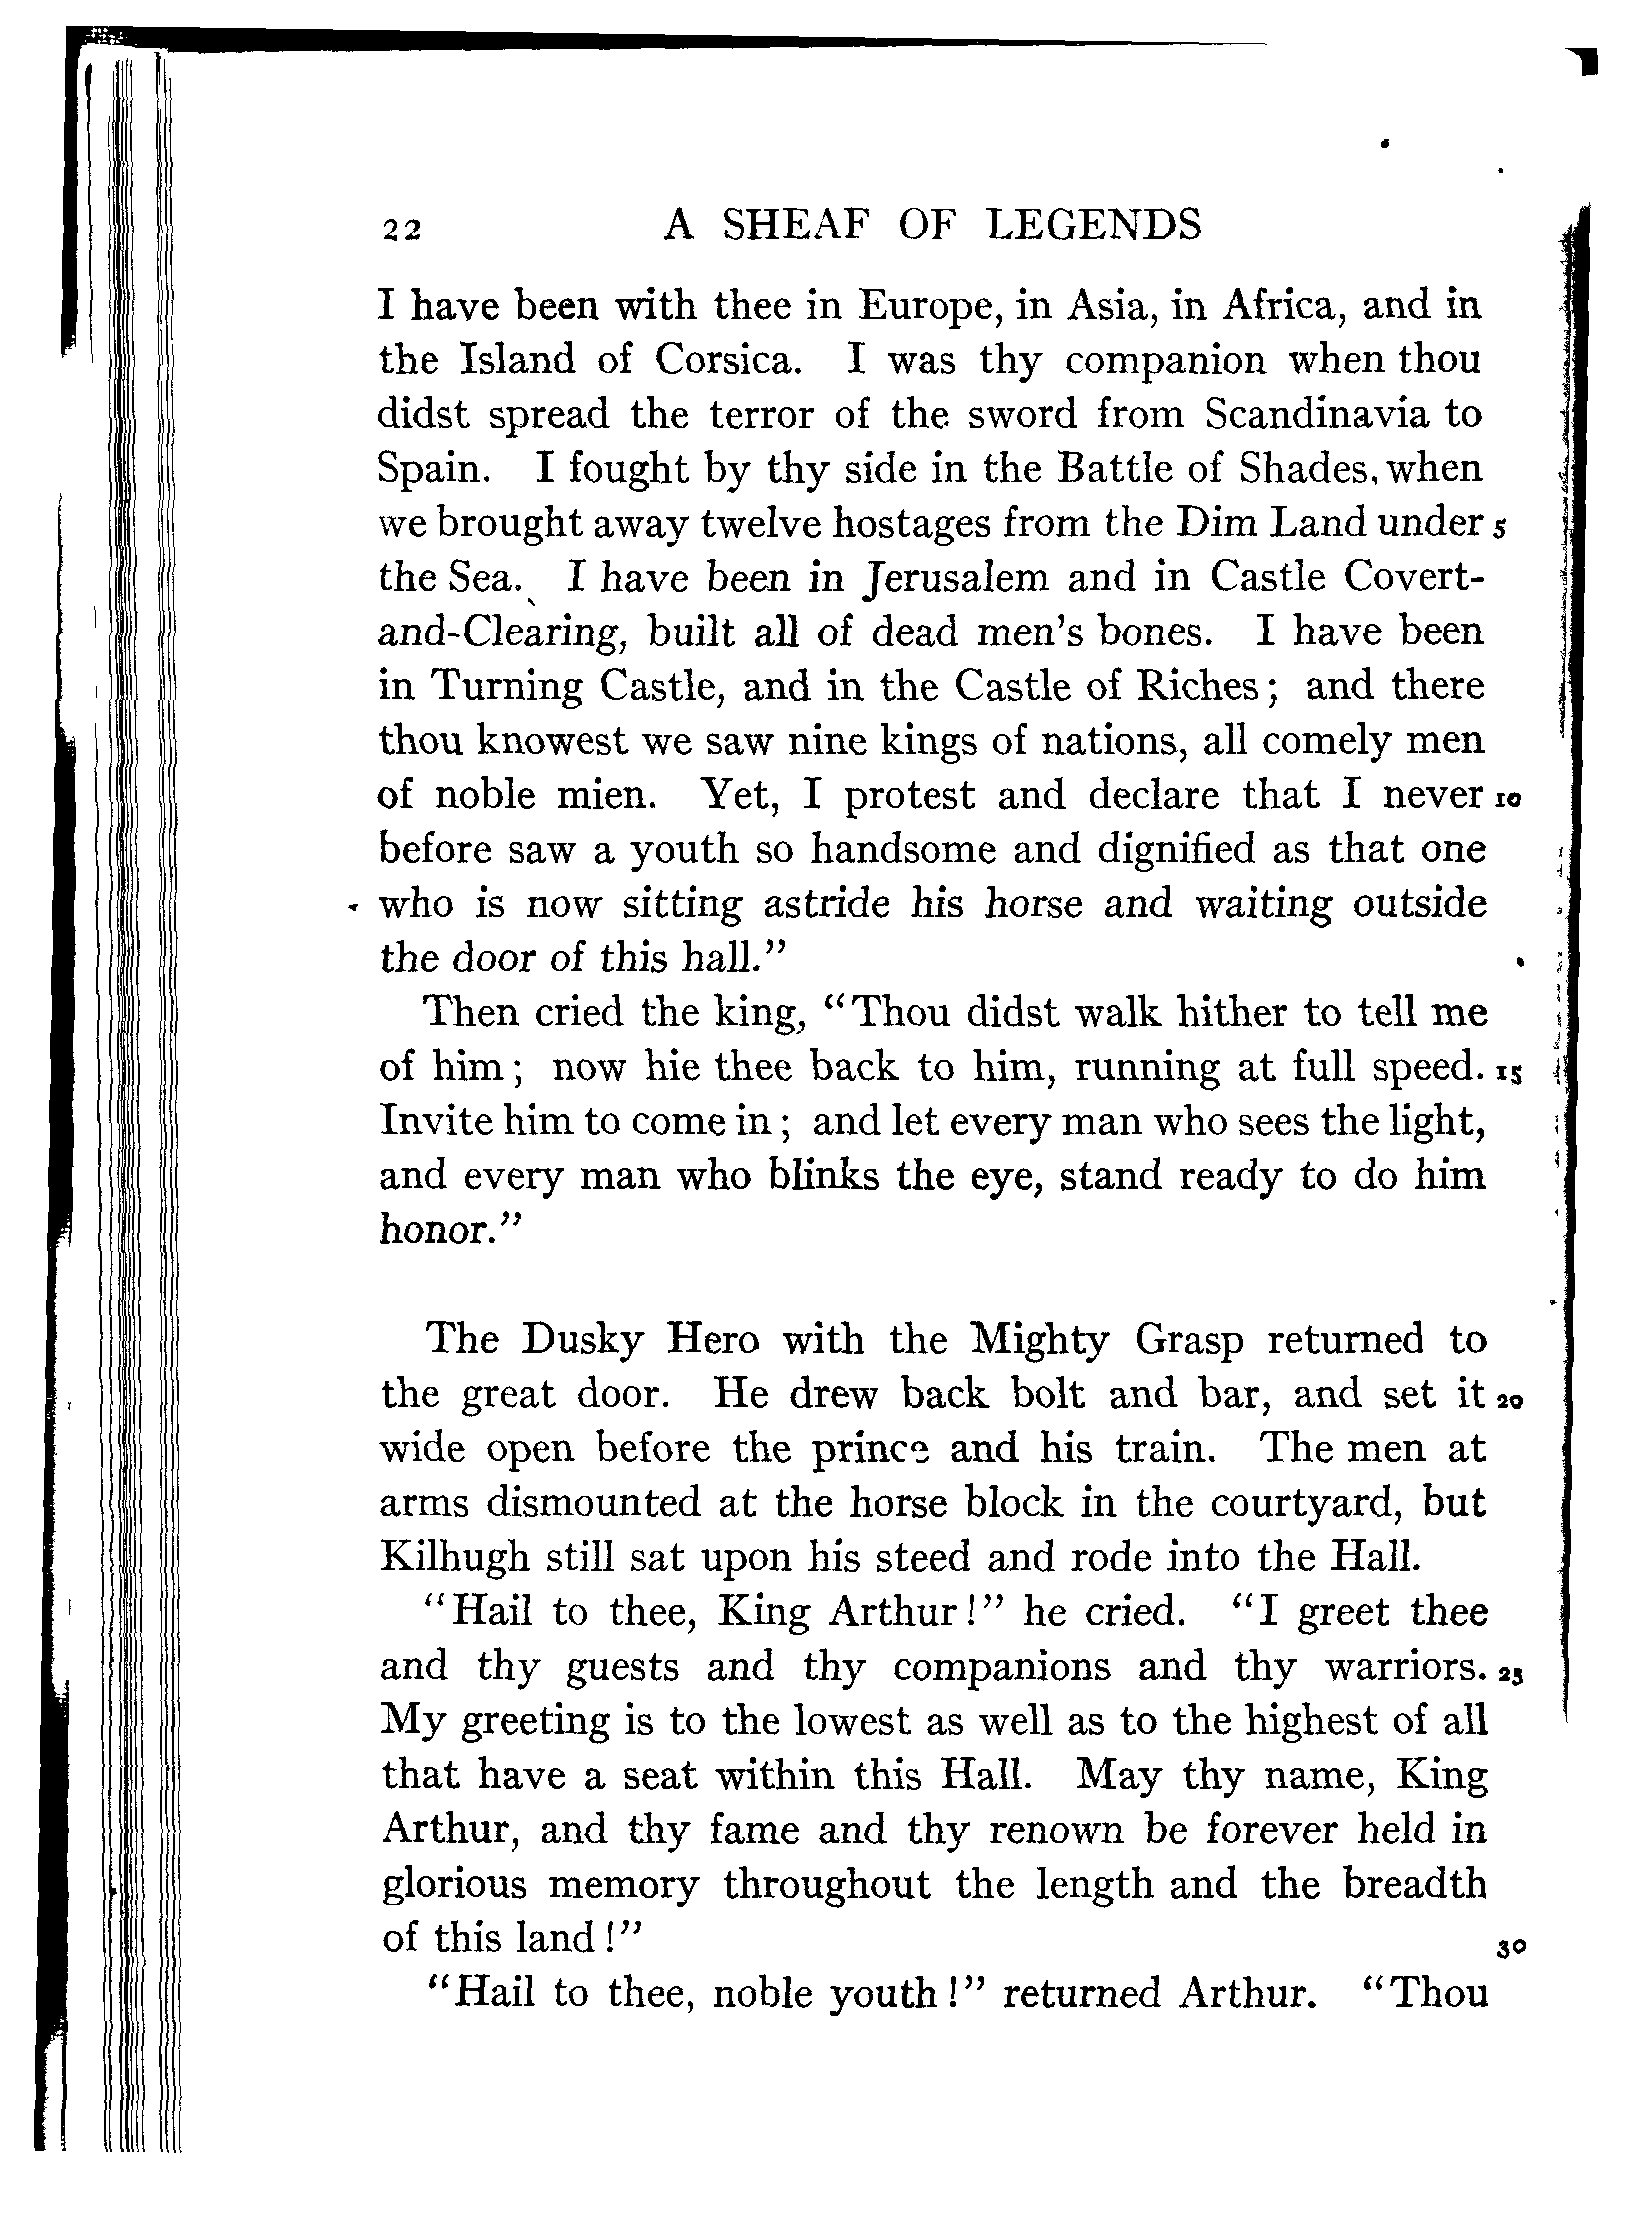 22 A SHEAF OF LEGENDS
I have been with thee in Europe, in Asia, in Africa, and in
the Island of Corsica. I was thy companion when thou
didst spread the terror of the sword from Scandinavia to
Spain. I fought by thy side in the Battle of Shades, when
we brought away twelve hostages from the Dim Land under 5
the Sea. I have been in Jerusalem and in Castle Covert-
and-Clearing, built all of dead men's bones. I have been
in Turning Castle, and in the Castle of Riches; and there
thou knowest we saw nine kings of nations, all comely men
of noble mien. Yet, I protest and declare that I never 10
before saw a youth so handsome and dignified as that one
who is now sitting astride his horse and waiting outside
the door of this hall."
Then cried the king, "Thou didst walk hither to tell me
of him; now hie thee back to him, running at full speed. 15
Invite him to come in; and let every man who sees the light,
and every man who blinks the eye, stand ready to do him
honor."
The Dusky Hero with the Mighty Grasp returned to
the great door. He drew back bolt and bar, and set it 20
wide open before the prince and his train. The men at
arms dismounted at the horse block in the courtyard, but
Kilhugh still sat upon his steed and rode into the Hall.
"Hail to thee, King Arthur!" he cried. "I greet thee
and thy guests and thy companions and thy warriors. 25
My greeting is to the lowest as well as to the highest of all
that have a seat within this Hall. May thy name, King
Arthur, and thy fame and thy renown be forever held in
glorious memory throughout the length and the breadth
of this land!" 30
"Hail to thee, noble youth!" returned Arthur. "Thou